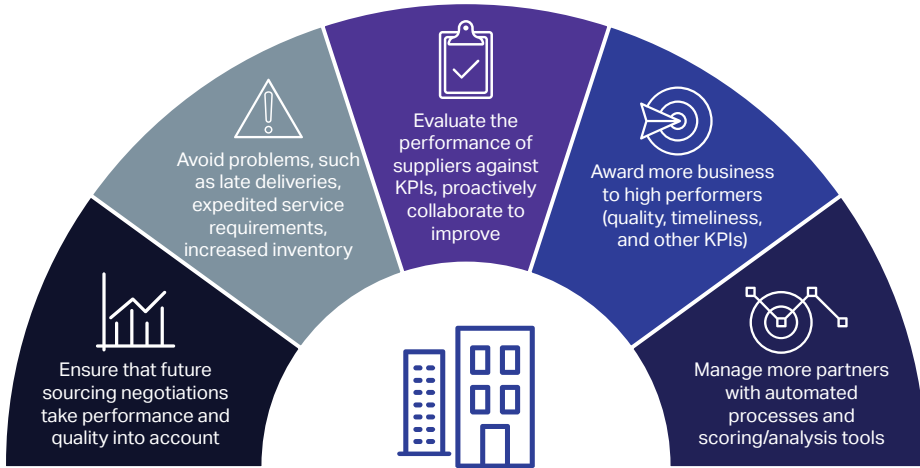 Ensure that future
sourcing negotiations
take performance and
quality into account
Avoid problems, such
as late deliveries,
expedited service
requirements,
increased inventory
Evaluate the
performance of
suppliers against
KPIs, proactively
collaborate to
improve
Award more business
to high performers
(quality, timeliness,
and other KPIs)
Manage more partners
with automated
processes and
scoring/analysis tools